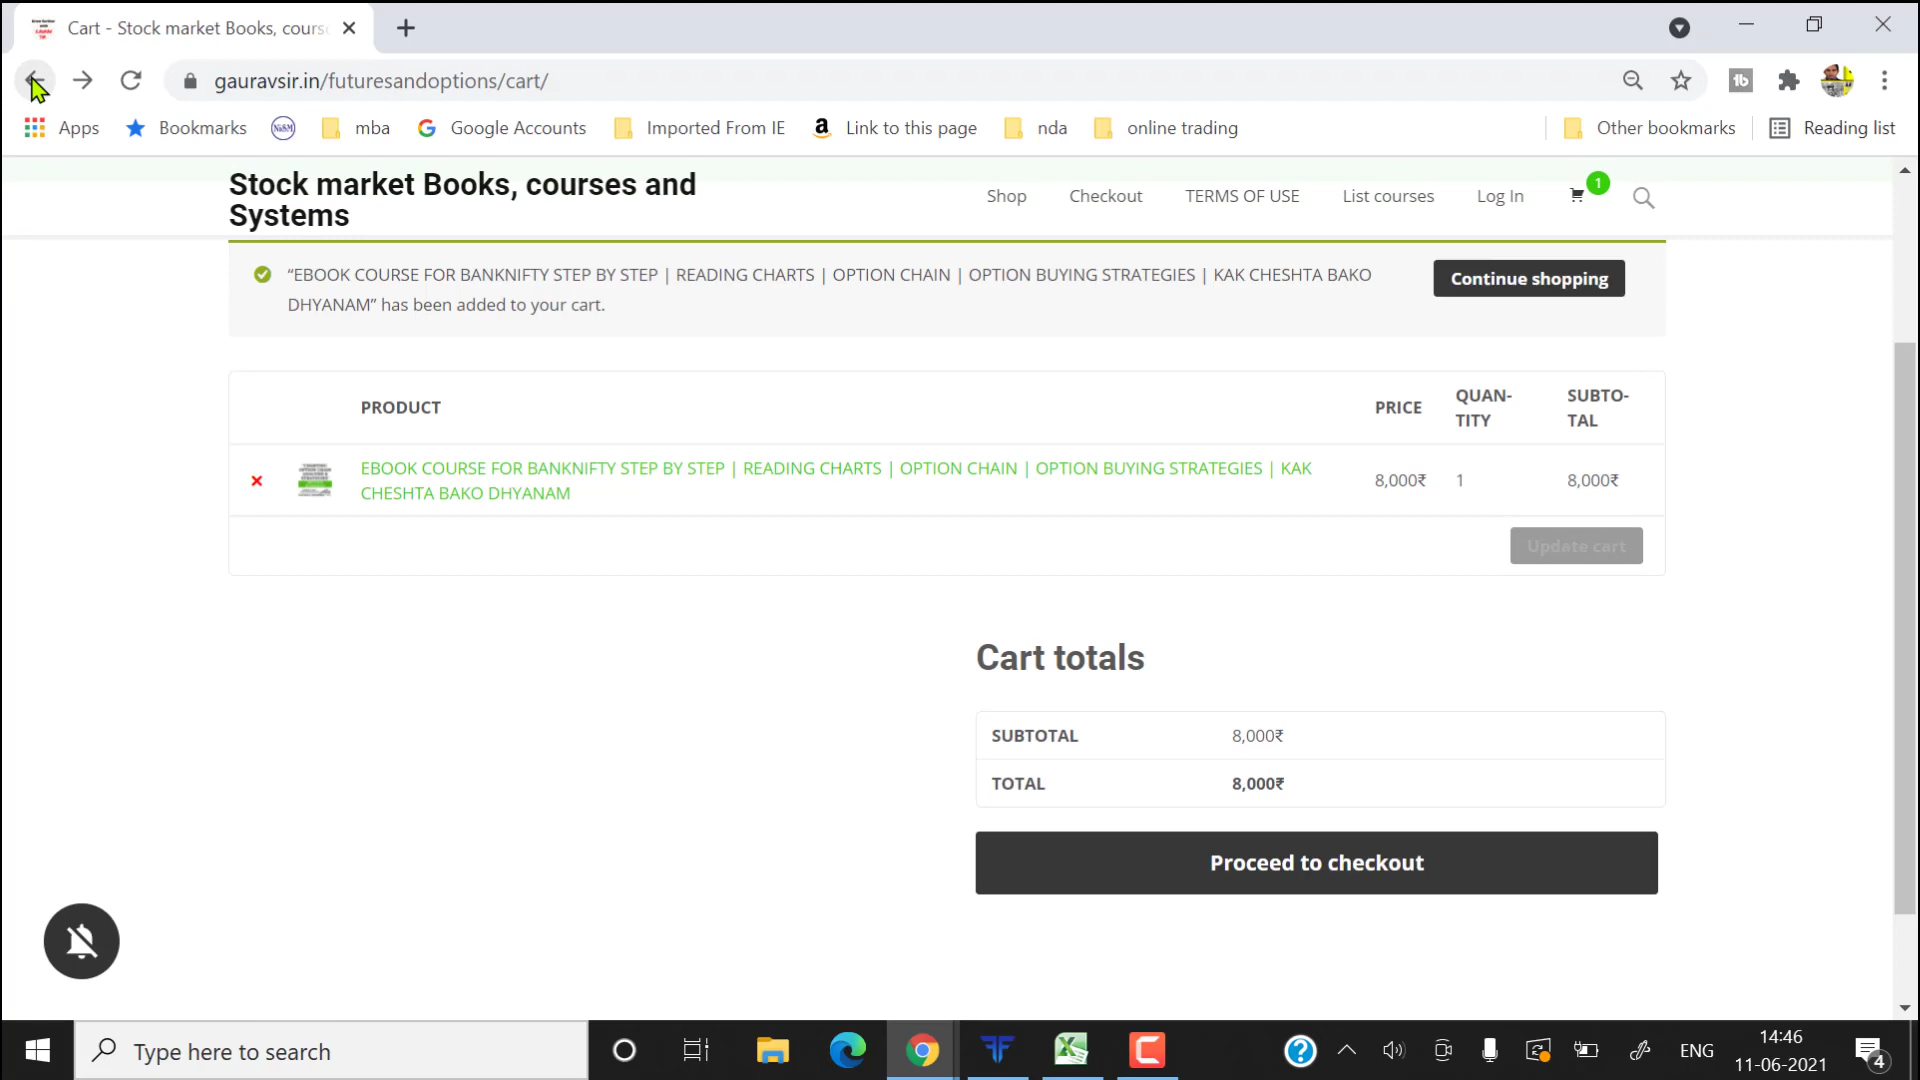 Cart - Stock market Books, cours
gauravsir.in/futuresandoptions/cart/
Apps
Bookmarks
mba
Google Accounts
Imported From IE
Link to this page
nda
online trading
Other bookmarks
Reading list
Stock market Books, courses and
Systems
Shop
Checkout
TERMS OF USE
List courses
Log In
1
“EBOOK COURSE FOR BANKNIFTY STEP BY STEP | READING CHARTS | OPTION CHAIN | OPTION BUYING STRATEGIES | KAK CHESHTA BAKO
DHYANAM” has been added to your cart.
Continue shopping
PRODUCT
PRICE
QUAN-
TITY
SUBTO-
TAL
EBOOK COURSE FOR BANKNIFTY STEP BY STEP | READING CHARTS | OPTION CHAIN | OPTION BUYING STRATEGIES | KAK
CHESHTA BAKO DHYANAM
8,000₹
1
8,000₹
Update cart
Cart totals
SUBTOTAL 8,000₹
TOTAL 8,000₹
Proceed to checkout
Type here to search
ENG
14:46
11-06-2021
4